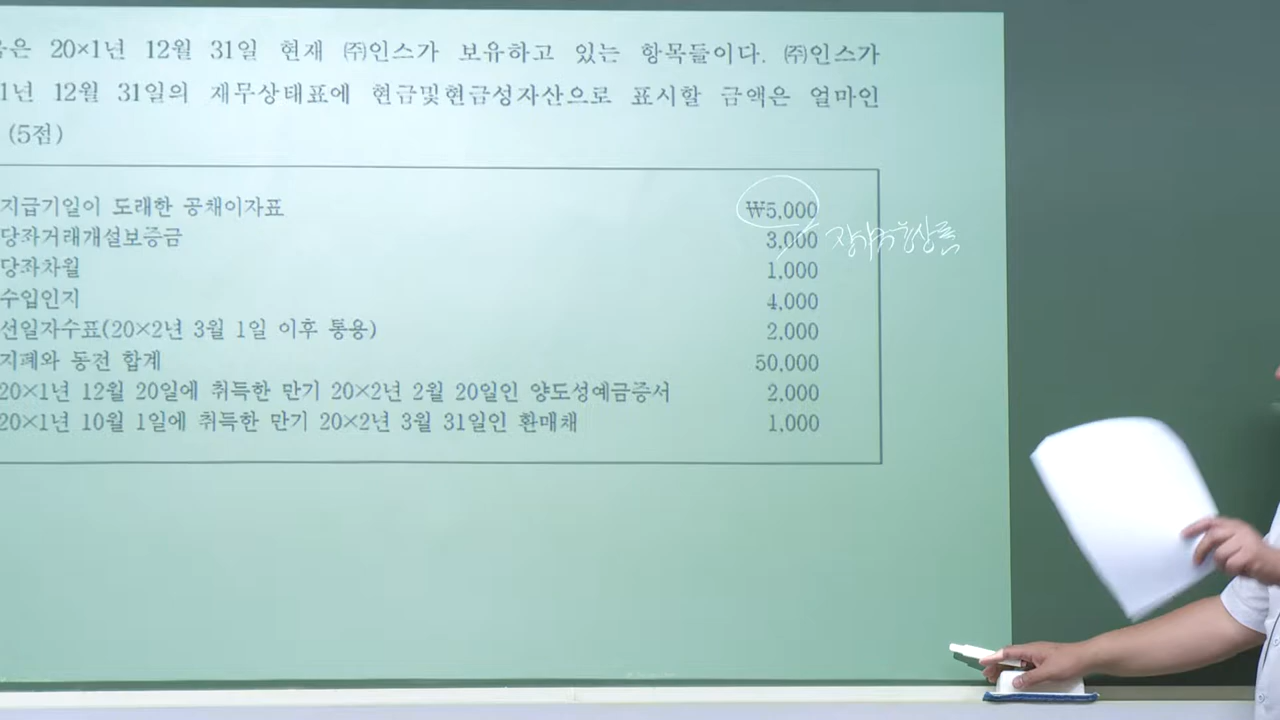 은 20×1년 12월 31일 현재 ㈜인스가 보유하고 있는 항목들이다. ㈜인스가
1년 12월 31일의 재무상태표에 현금및현금성자산으로 표시할 금액은 얼마인
(5점)
지급기일이 도래한 공채이자표 ₩5,000
당좌거래개설보증금 3,000 장기금융상품
당좌차월 1,000
수입인지 4,000
선일자수표(20×2년 3월 1일 이후 통용) 2,000
지폐와 동전 합계 50,000
20×1년 12월 20일에 취득한 만기 20×2년 2월 20일인 양도성예금증서 2,000
20×1년 10월 1일에 취득한 만기 20×2년 3월 31일인 환매채 1,000